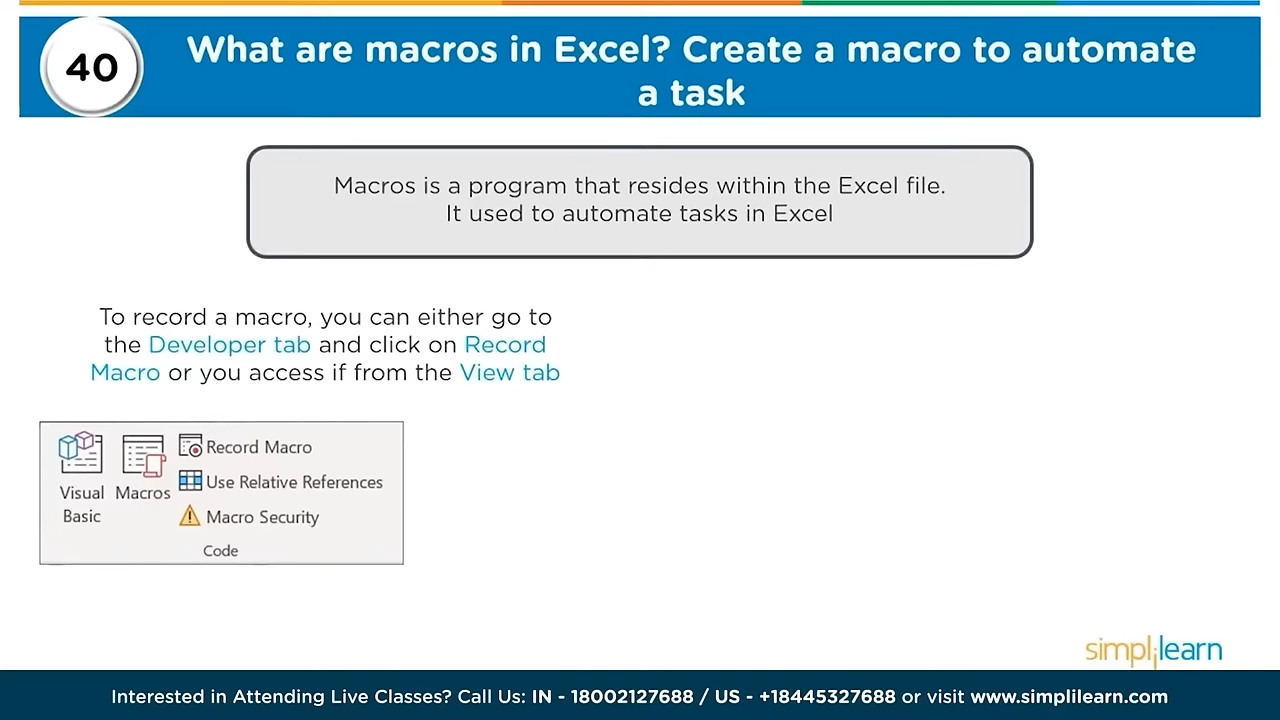 40
What are macros in Excel? Create a macro to automate
a task
Macros is a program that resides within the Excel file.
It used to automate tasks in Excel
To record a macro, you can either go to
the Developer tab and click on Record
Macro or you access if from the View tab
Visual
Basic
Macros
Record Macro
Use Relative References
Macro Security
Code
simplilearn
Interested in Attending Live Classes? Call Us: IN - 18002127688 / US - +18445327688 or visit www.simplilearn.com